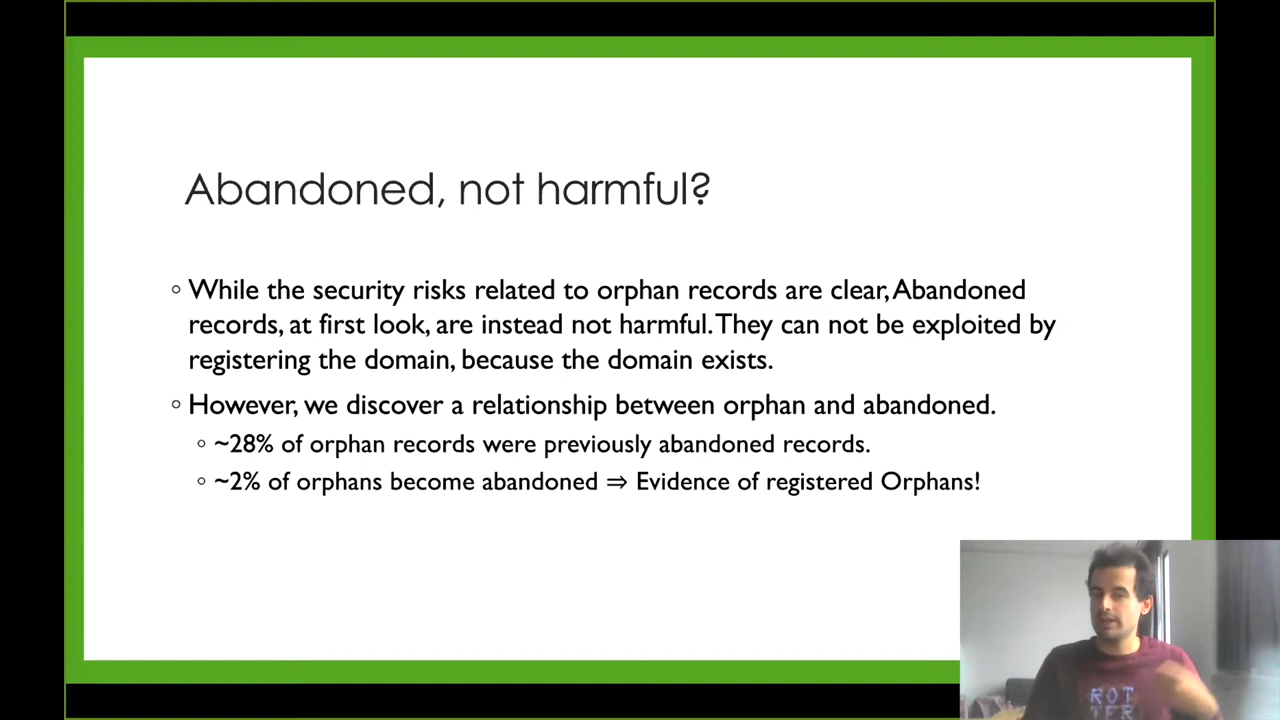 Abandoned, not harmful?
◦ While the security risks related to orphan records are clear, Abandoned
records, at first look, are instead not harmful. They can not be exploited by
registering the domain, because the domain exists.
◦ However, we discover a relationship between orphan and abandoned.
◦ ~28% of orphan records were previously abandoned records.
◦ ~2% of orphans become abandoned ⇒ Evidence of registered Orphans!
ROT
TER